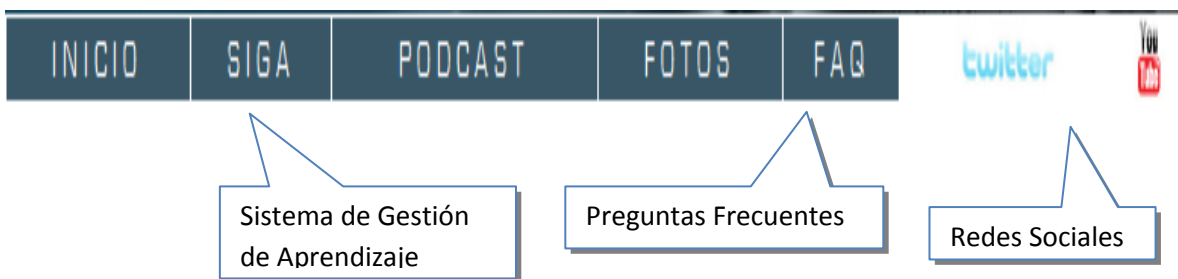 INICIO SIGA PODCAST FOTOS FAQ twitter You Tube
Sistema de Gestión
de Aprendizaje
Preguntas Frecuentes
Redes Sociales